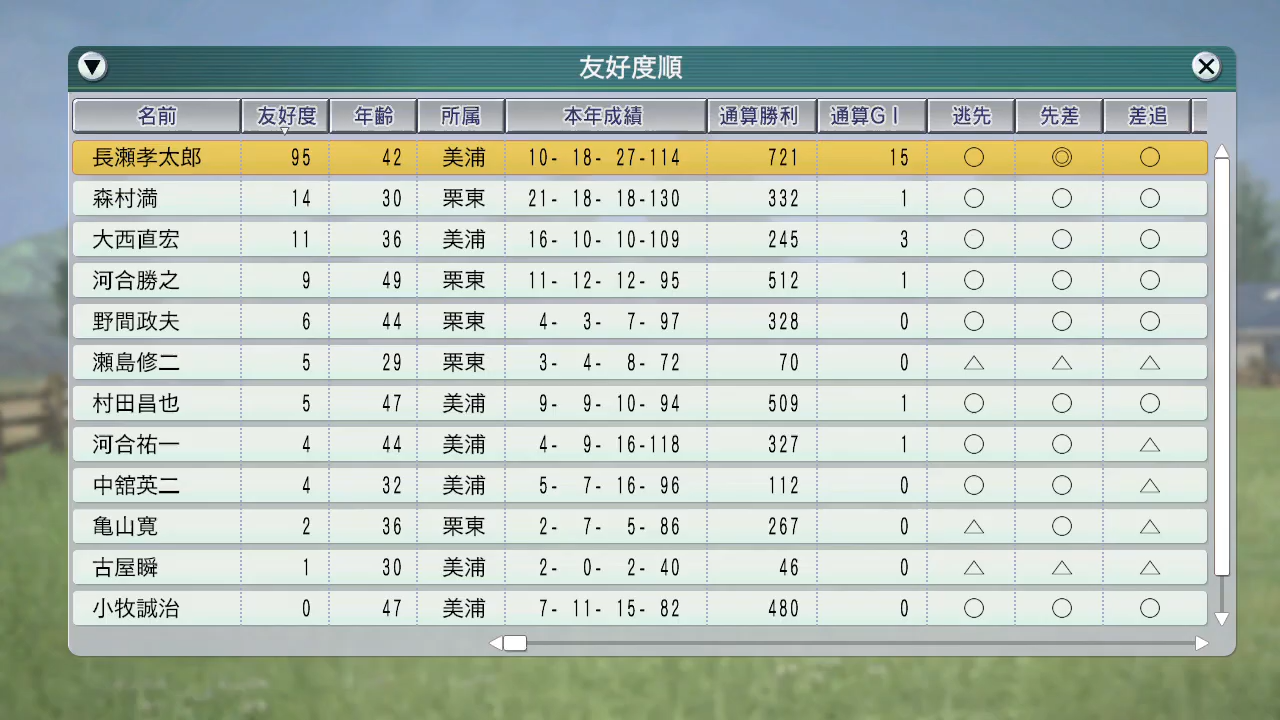 友好度順
名前 友好度 年齢 所属 本年成績 通算勝利 通算GⅠ 逃先 先差 差追
長瀬孝太郎 95 42 美浦 10- 18- 27-114 721 15 ○ ◎ ○
森村満 14 30 栗東 21- 18- 18-130 332 1 ○ ○ ○
大西直宏 11 36 美浦 16- 10- 10-109 245 3 ○ ○ ○
河合勝之 9 49 栗東 11- 12- 12- 95 512 1 ○ ○ ○
野間政夫 6 44 栗東 4- 3- 7- 97 328 0 ○ ○ ○
瀬島修二 5 29 栗東 3- 4- 8- 72 70 0 △ △ △
村田昌也 5 47 美浦 9- 9- 10- 94 509 1 ○ ○ ○
河合祐一 4 44 美浦 4- 9- 16-118 327 1 ○ ○ △
中舘英二 4 32 美浦 5- 7- 16- 96 112 0 ○ ○ △
亀山寛 2 36 栗東 2- 7- 5- 86 267 0 △ ○ △
古屋瞬 1 30 美浦 2- 0- 2- 40 46 0 △ △ △
小牧誠治 0 47 美浦 7- 11- 15- 82 480 0 ○ ○ ○